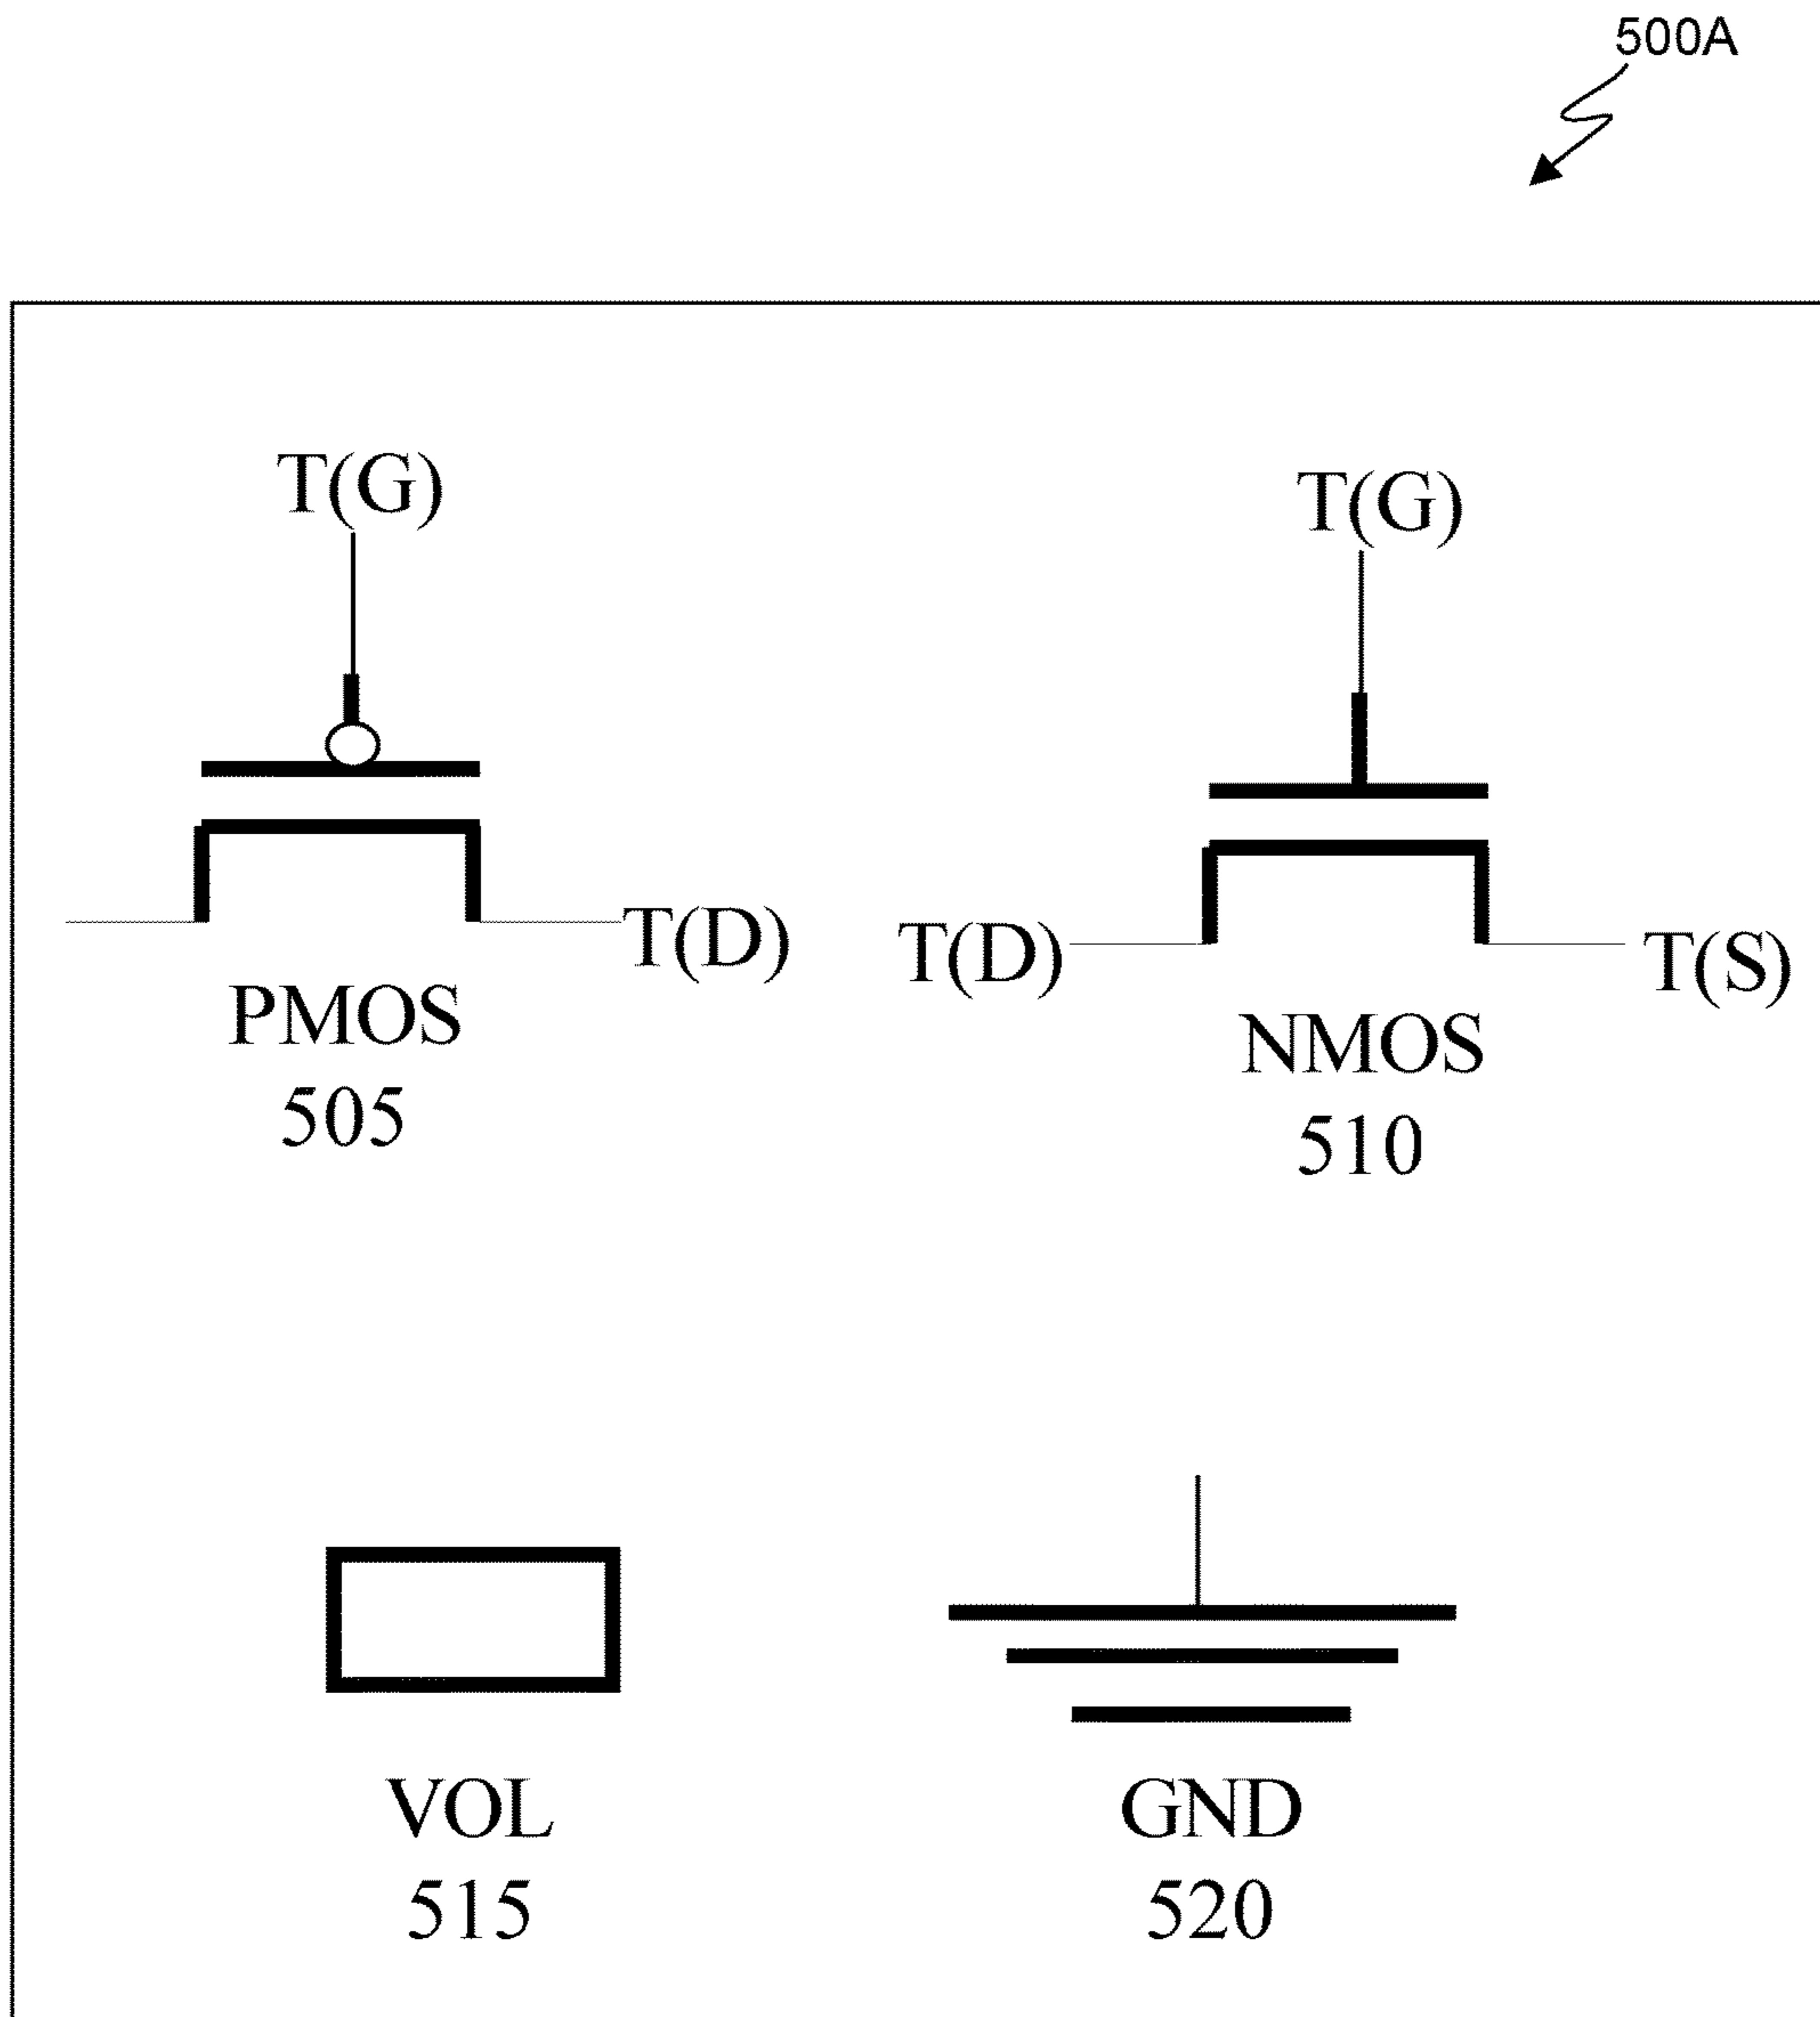 500A
T(G)
T(G)
T(D)
T(D)
T(S)
PMOS
505
NMOS
510
VOL
515
GND
520